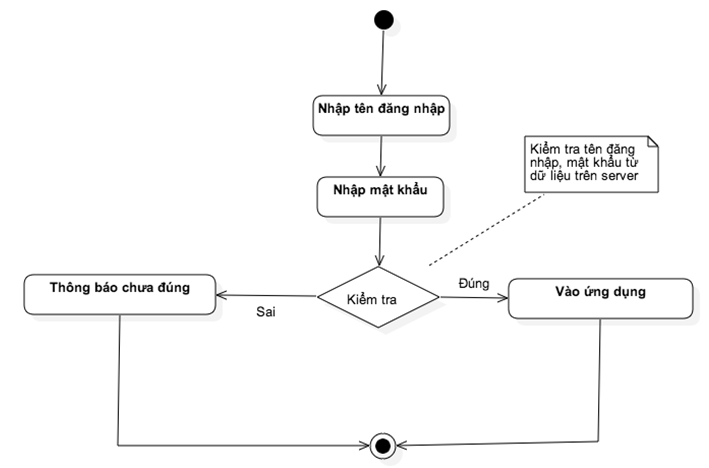 Nhập tên đăng nhập
Kiểm tra tên đăng
nhập, mật khẩu từ
dữ liệu trên server
Nhập mật khẩu
Thông báo chưa đúng
Sai
Kiểm tra
Đúng
Vào ứng dụng